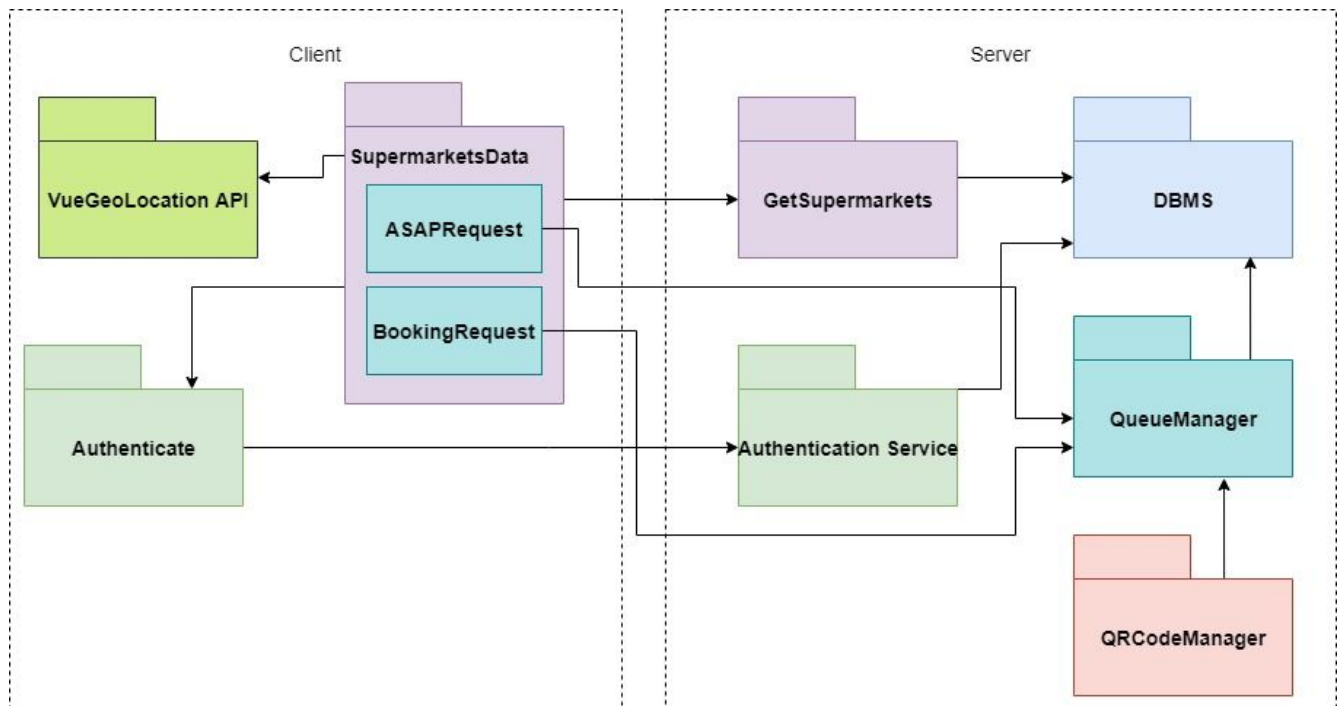 Client
Server
SupermarketsData
VueGeoLocation API
GetSupermarkets
DBMS
ASAPRequest
BookingRequest
QueueManager
Authenticate
Authentication Service
QRCodeManager